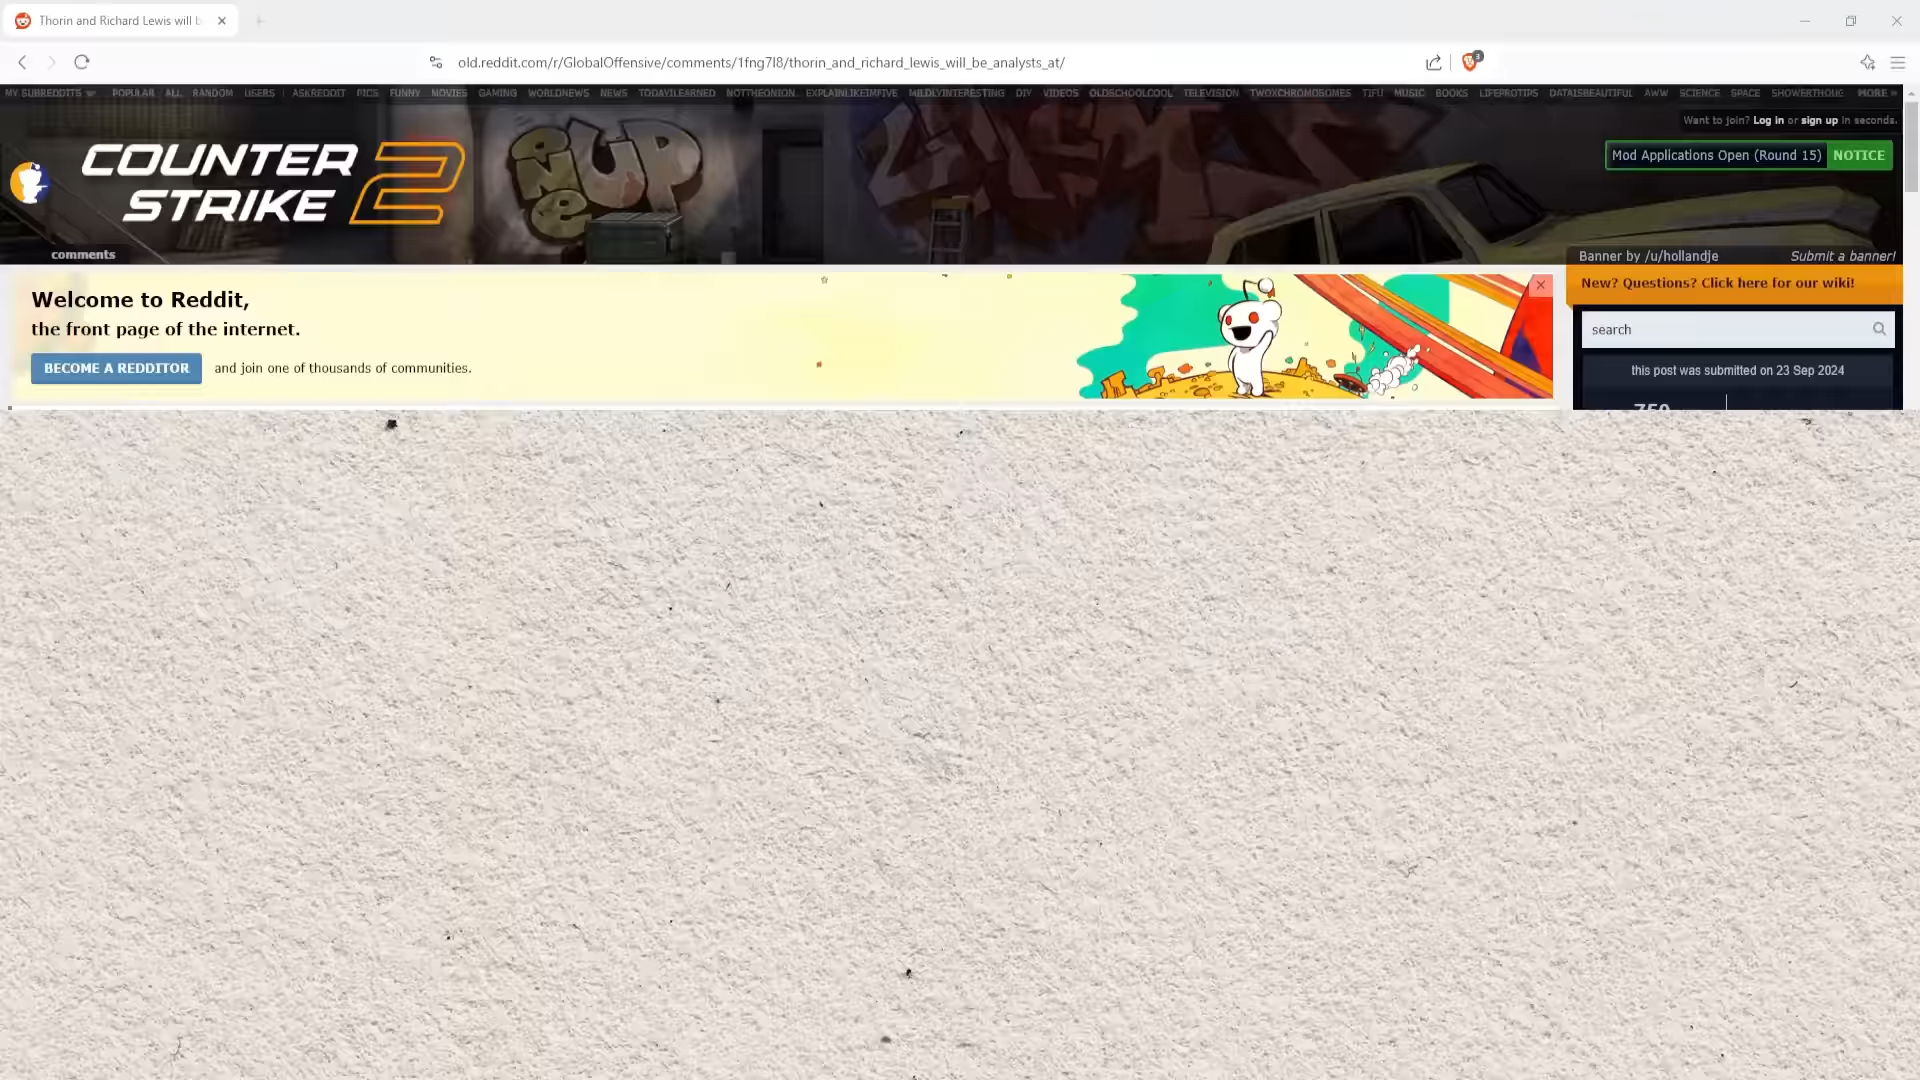 Thorin and Richard Lewis will b
old.reddit.com/r/GlobalOffensive/comments/1fng7l8/thorin_and_richard_lewis_will_be_analysts_at/
3
MY SUBREDDITS POPULAR ALL RANDOM USERS | ASKREDDIT PICS FUNNY MOVIES GAMING WORLDNEWS NEWS TODAYILEARNED NOTTHEONION EXPLAINLIKEIMFIVE MILDLYINTERESTING DIY VIDEOS OLDSCHOOLCOOL TELEVISION TWOXCHROMOSOMES TIFU MUSIC BOOKS LIFEPROTIPS DATAISBEAUTIFUL AWW SCIENCE SPACE SHOWERTHOUG MORE »
Want to join? Log in or sign up in seconds.
COUNTER
STRIKE 2
ONE UP
Mod Applications Open (Round 15) NOTICE
comments
Banner by /u/hollandje Submit a banner!
New? Questions? Click here for our wiki!
Welcome to Reddit,
the front page of the internet.
BECOME A REDDITOR and join one of thousands of communities.
search
this post was submitted on 23 Sep 2024